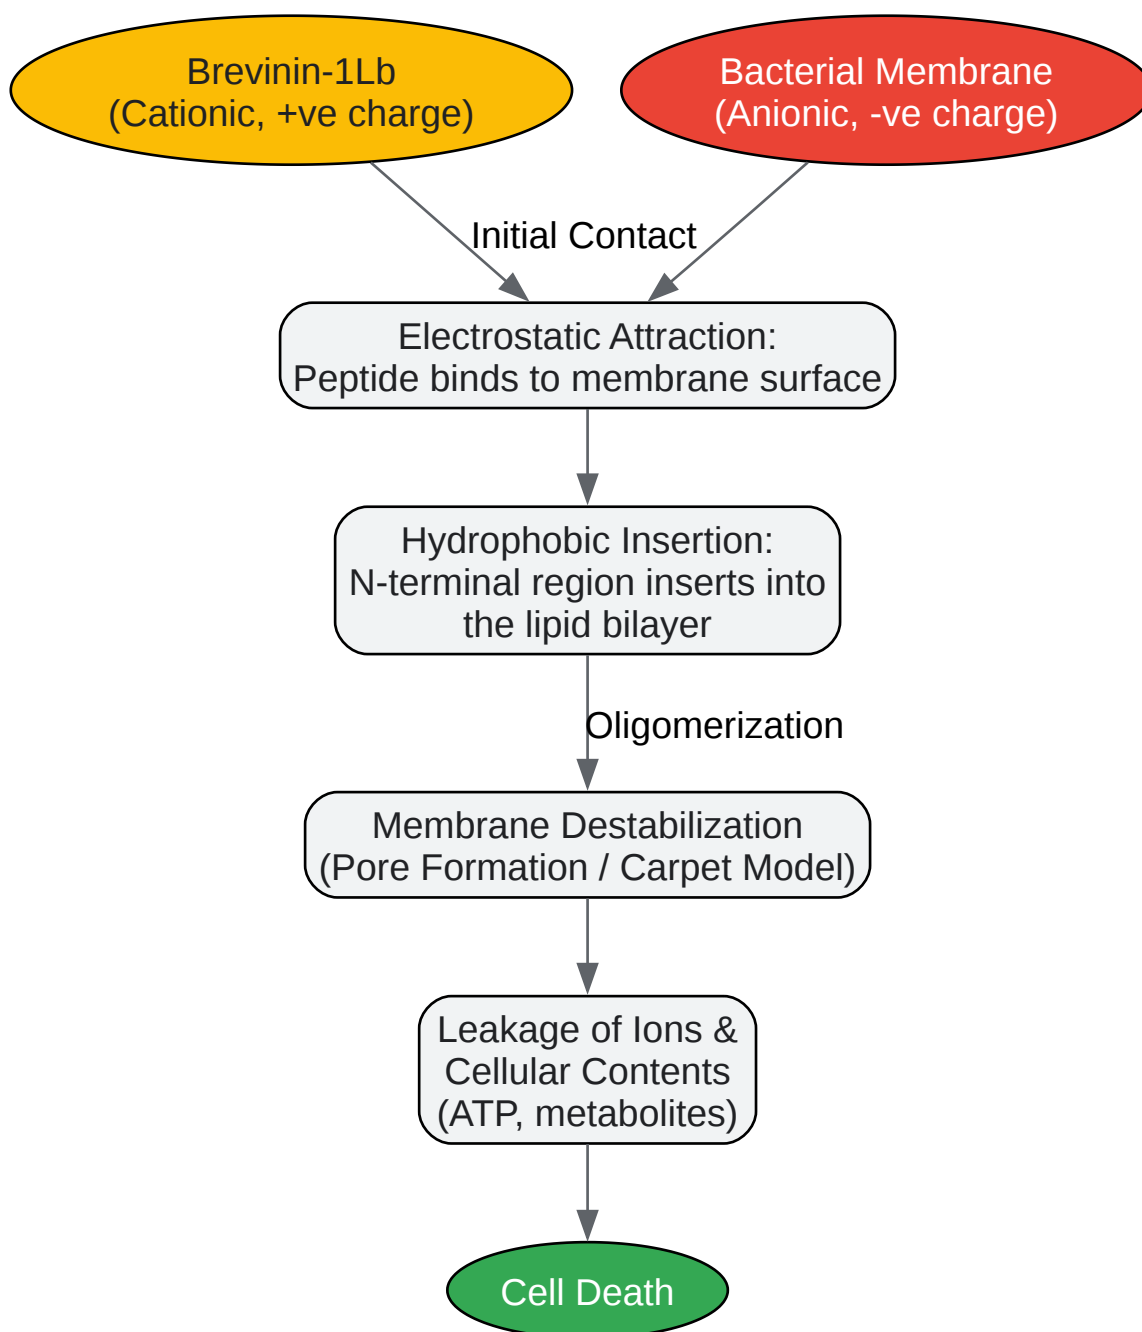 Brevinin-1Lb
(Cationic, +ve charge)
Bacterial Membrane
(Anionic, -ve charge)
Initial Contact
Electrostatic Attraction:
Peptide binds to membrane surface
Hydrophobic Insertion:
N-terminal region inserts into
the lipid bilayer
Oligomerization
Membrane Destabilization
(Pore Formation / Carpet Model)
Leakage of Ions &
Cellular Contents
(ATP, metabolites)
Cell Death